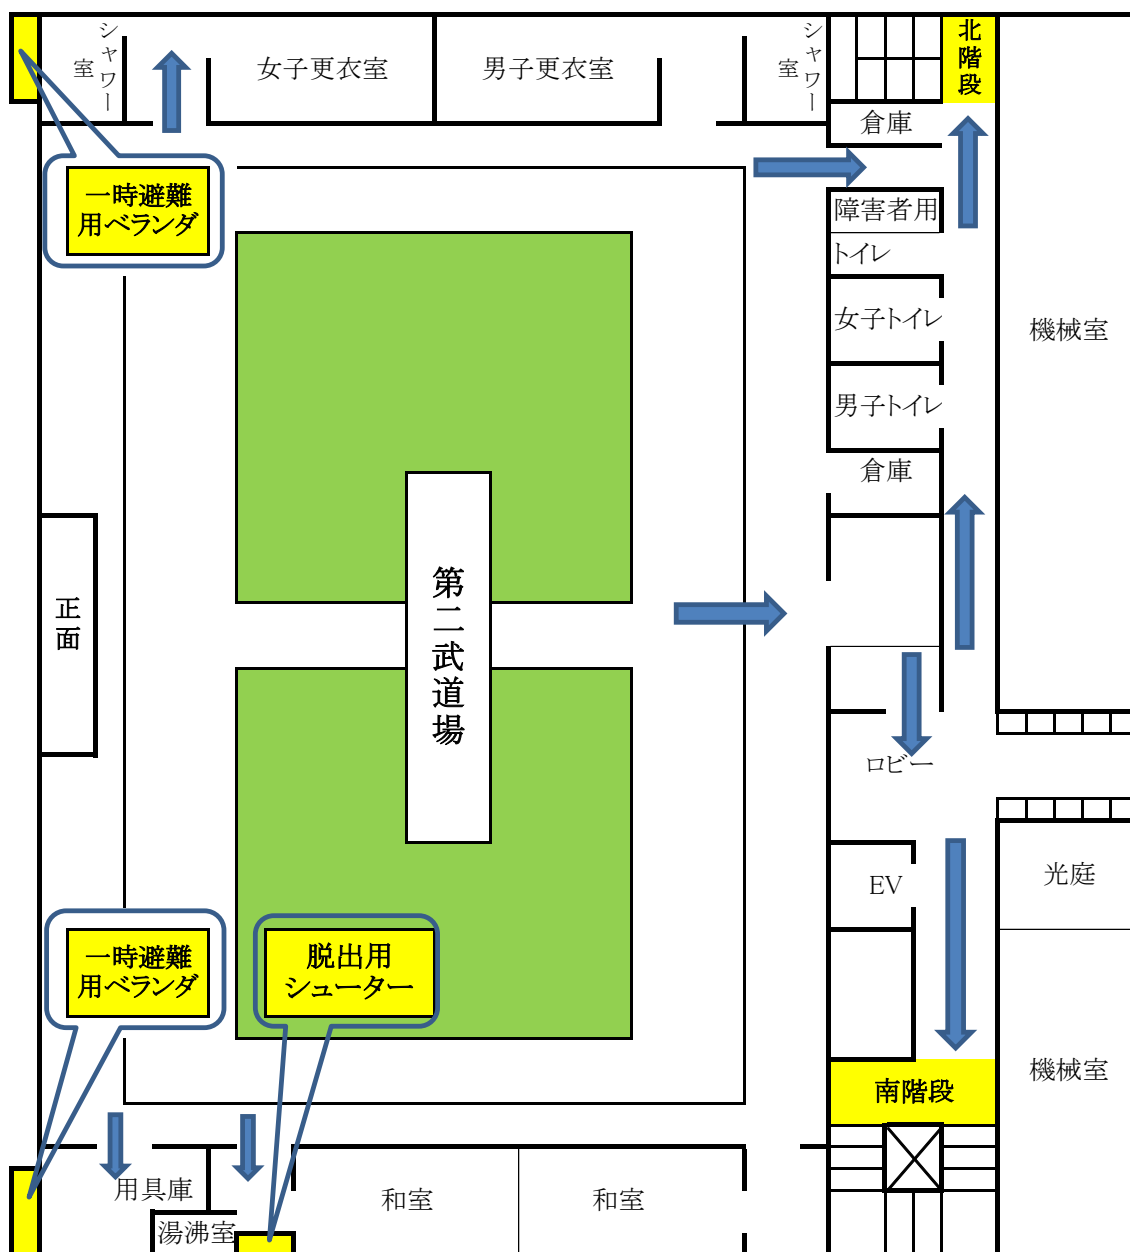 シャワー
室
女子更衣室
男子更衣室
シャワー
室
北階段
倉庫
一時避難
用ベランダ
障害者用
トイレ
女子トイレ
機械室
男子トイレ
倉庫
正面
第二武道場
ロビー
EV
光庭
一時避難
用ベランダ
脱出用
シューター
機械室
南階段
用具庫
和室
和室
湯沸室